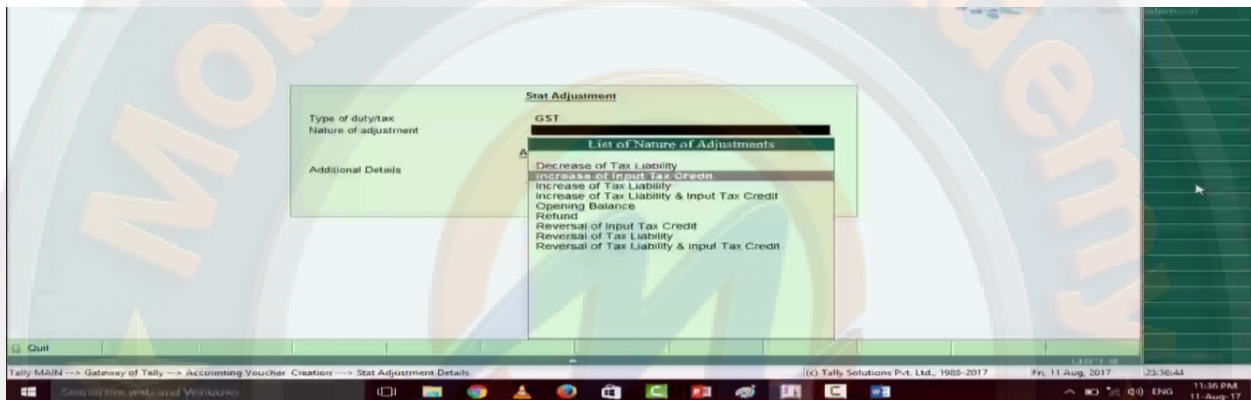 Stat Adjustment
Type of duty/tax GST
Nature of adjustment
List of Nature of Adjustments
Additional Details
Decrease of Tax Liability
Increase of Input Tax Credit
Increase of Tax Liability
Increase of Tax Liability & Input Tax Credit
Opening Balance
Refund
Reversal of Input Tax Credit
Reversal of Tax Liability
Reversal of Tax Liability & Input Tax Credit
Quit
Tally MAIN --> Gateway of Tally --> Accounting Voucher Creation --> Stat Adjustment Details (c) Tally Solutions Pvt. Ltd., 1988-2017 Fri, 11 Aug, 2017 23:36:44
ENG 11:36 PM
11-Aug-17